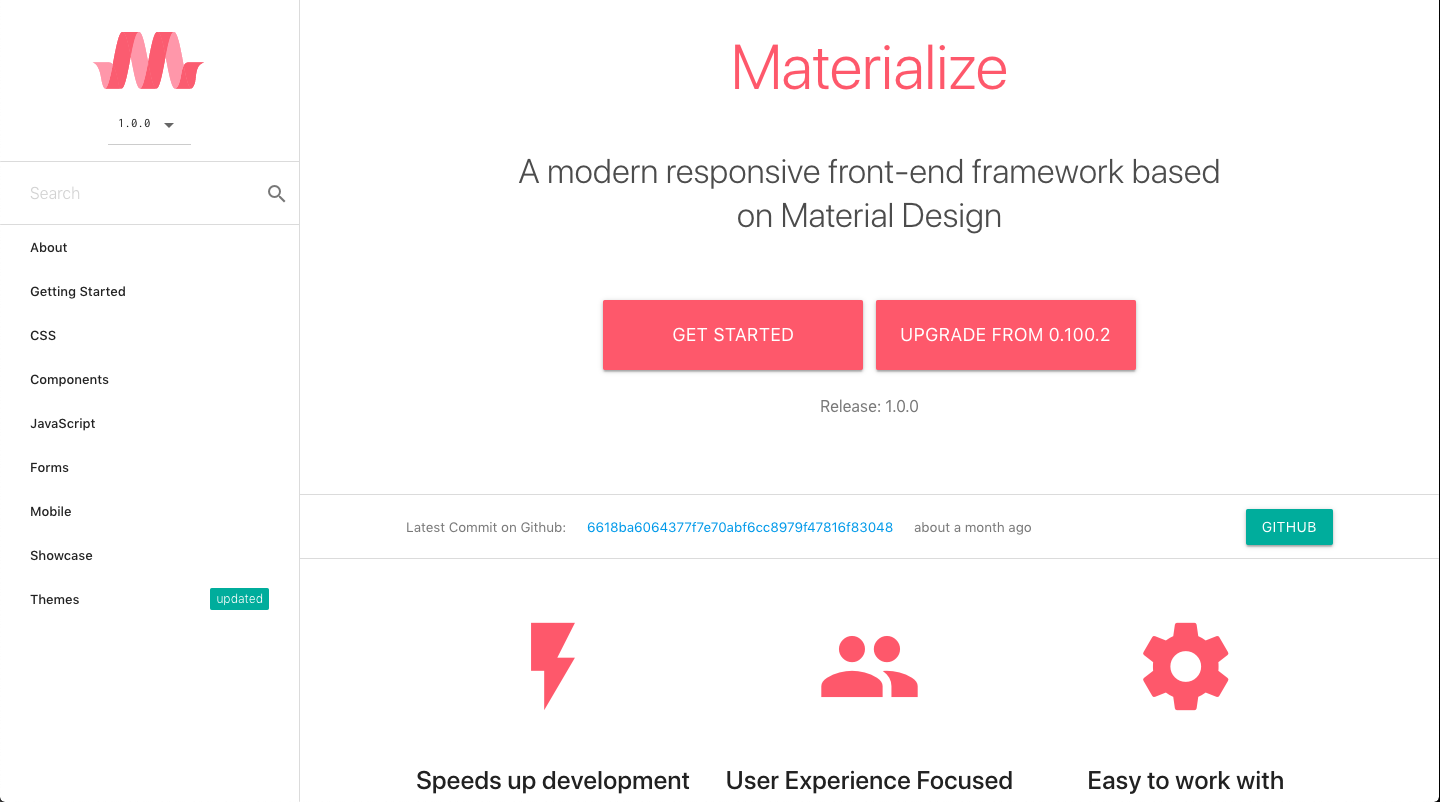 1.0.0
Search
About
Getting Started
CSS
Components
JavaScript
Forms
Mobile
Showcase
Themes updated
Materialize
A modern responsive front-end framework based
on Material Design
GET STARTED UPGRADE FROM 0.100.2
Release: 1.0.0
Latest Commit on Github: 6618ba6064377f7e70abf6cc8979f47816f83048 about a month ago GITHUB
Speeds up development User Experience Focused Easy to work with